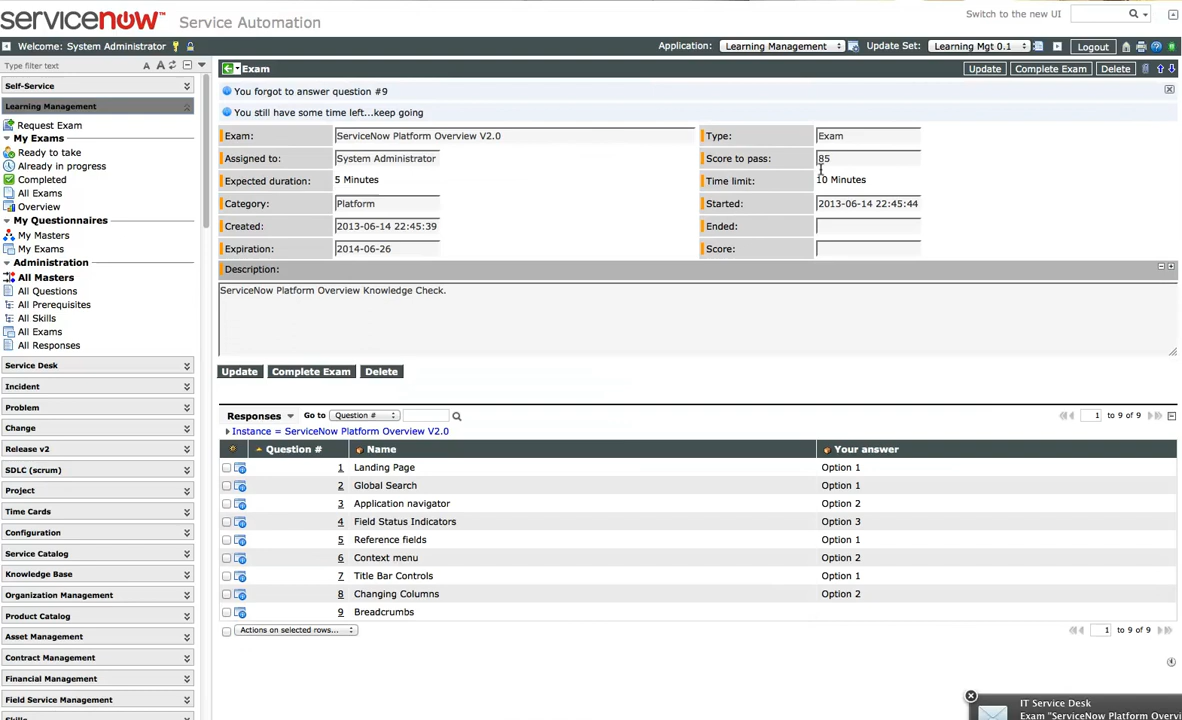 servicenow™ Service Automation
Switch to the new UI
Welcome: System Administrator
Application: Learning Management Update Set: Learning Mgt 0.1 Logout
Type filter text A A
Self-Service
Learning Management
Request Exam
My Exams
Ready to take
Already in progress
Completed
All Exams
Overview
My Questionnaires
My Masters
My Exams
Administration
All Masters
All Questions
All Prerequisites
All Skills
All Exams
All Responses
Service Desk
Incident
Problem
Change
Release v2
SDLC (scrum)
Project
Time Cards
Configuration
Service Catalog
Knowledge Base
Organization Management
Product Catalog
Asset Management
Contract Management
Financial Management
Field Service Management
Exam Update Complete Exam Delete
You forgot to answer question #9
You still have some time left...keep going
Exam: ServiceNow Platform Overview V2.0 Type: Exam
Assigned to: System Administrator Score to pass: 85
Expected duration: 5 Minutes Time limit: 10 Minutes
Category: Platform Started: 2013-06-14 22:45:44
Created: 2013-06-14 22:45:39 Ended:
Expiration: 2014-06-26 Score:
Description:
ServiceNow Platform Overview Knowledge Check.
Update Complete Exam Delete
Responses Go to Question # 1 to 9 of 9
Instance = ServiceNow Platform Overview V2.0
Question # Name Your answer
1 Landing Page Option 1
2 Global Search Option 1
3 Application navigator Option 2
4 Field Status Indicators Option 3
5 Reference fields Option 1
6 Context menu Option 2
7 Title Bar Controls Option 1
8 Changing Columns Option 2
9 Breadcrumbs
Actions on selected rows... 1 to 9 of 9
IT Service Desk
Exam "ServiceNow Platform Overvi